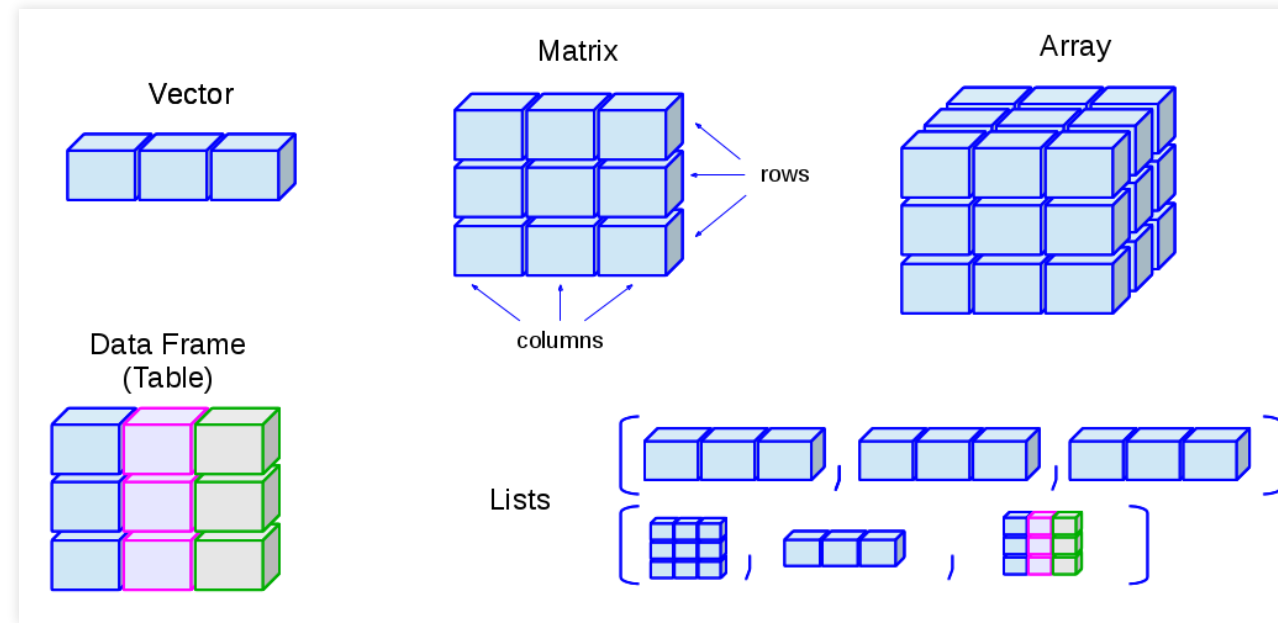 Vector
Matrix
Array
rows
columns
Data Frame
(Table)
Lists